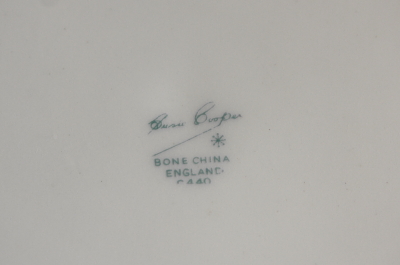 Susie Cooper
BONE CHINA
ENGLAND
C440